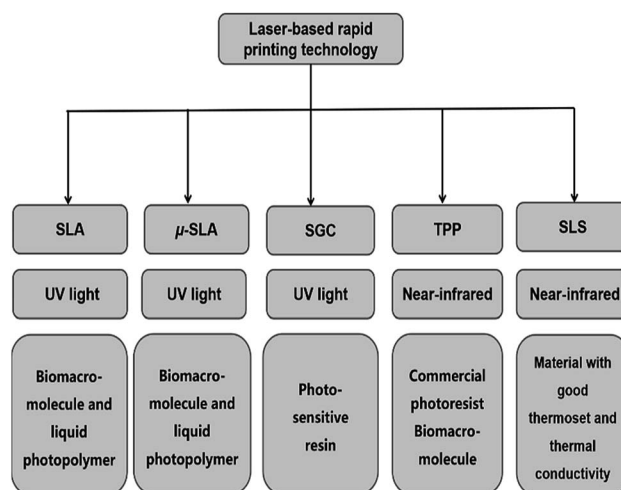 Laser-based rapid
printing technology
SLA
μ-SLA
SGC
TPP
SLS
UV light
UV light
UV light
Near-infrared
Near-infrared
Biomacro-
molecule and
liquid
photopolymer
Biomacro-
molecule and
liquid
photopolymer
Photo-
sensitive
resin
Commercial
photoresist
Biomacro-
molecule
Material with
good
thermoset and
thermal
conductivity